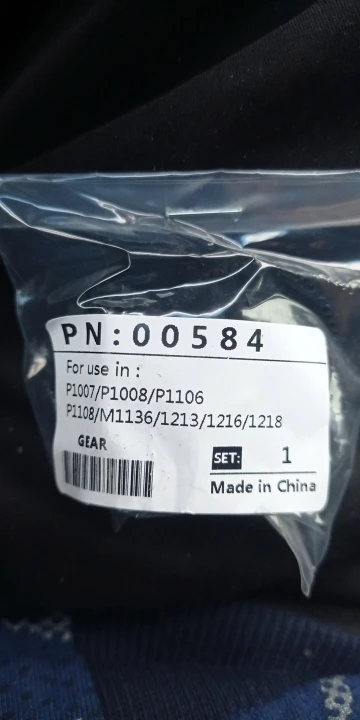 PN:00584
For use in :
P1007/P1008/P1106
P1108/M1136/1213/1216/1218
GEAR
SET: 1
Made in China